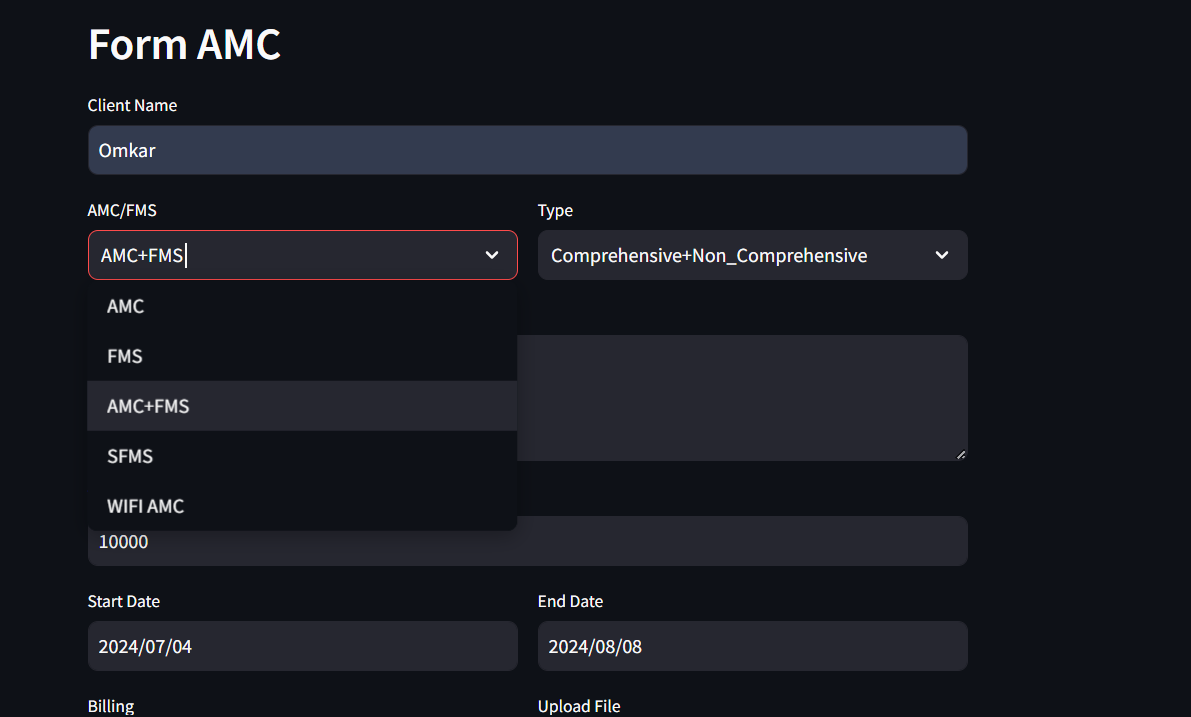 Form AMC
Client Name
Omkar
AMC/FMS
Type
AMC+FMS
Comprehensive+Non_Comprehensive
AMC
FMS
AMC+FMS
SFMS
WIFI AMC
10000
Start Date
End Date
2024/07/04
2024/08/08
Billing
Upload File